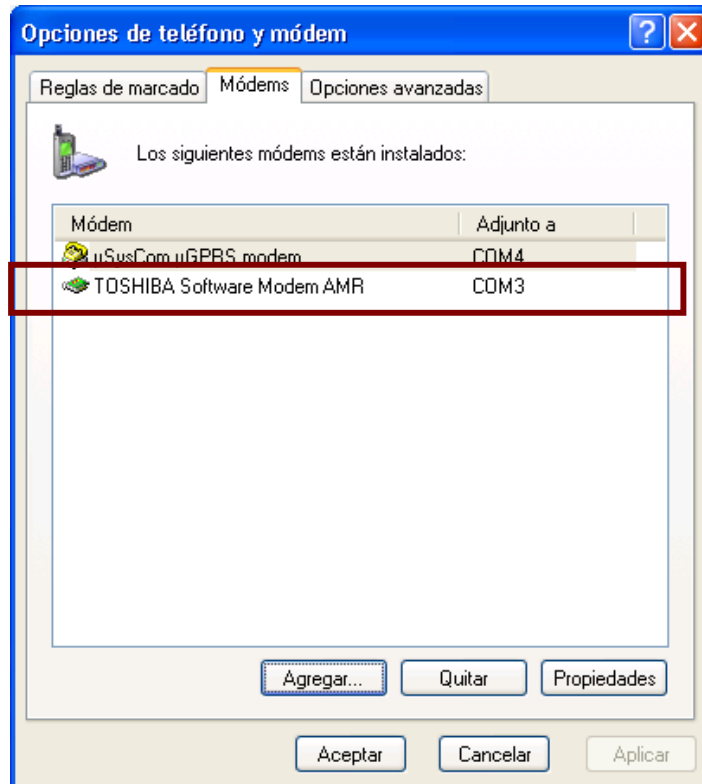 Opciones de teléfono y módem
Reglas de marcado Módems Opciones avanzadas
Los siguientes módems están instalados:
Módem Adjunto a
uSysCom uGPRS modem COM4
TOSHIBA Software Modem AMR COM3
Agregar... Quitar Propiedades
Aceptar Cancelar Aplicar